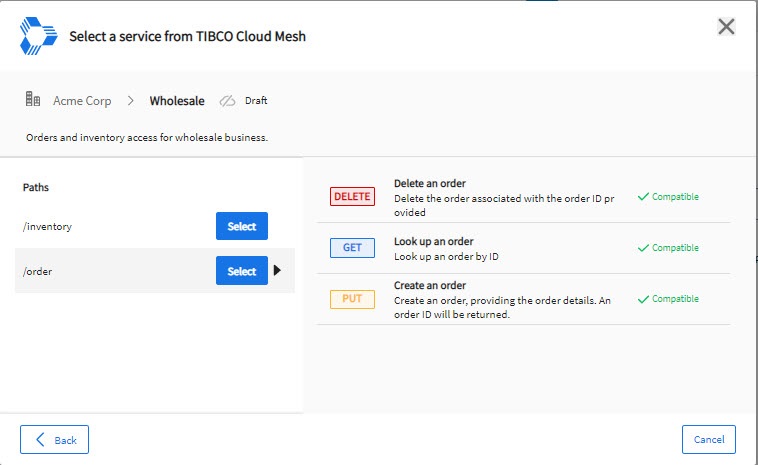 Select a service from TIBCO Cloud Mesh
Acme Corp > Wholesale Draft
Orders and inventory access for wholesale business.
Paths
/inventory Select
/order Select
DELETE
Delete an order
Delete the order associated with the order ID pr
ovided
Compatible
GET
Look up an order
Look up an order by ID
Compatible
PUT
Create an order
Create an order, providing the order details. An
order ID will be returned.
Compatible
Back
Cancel